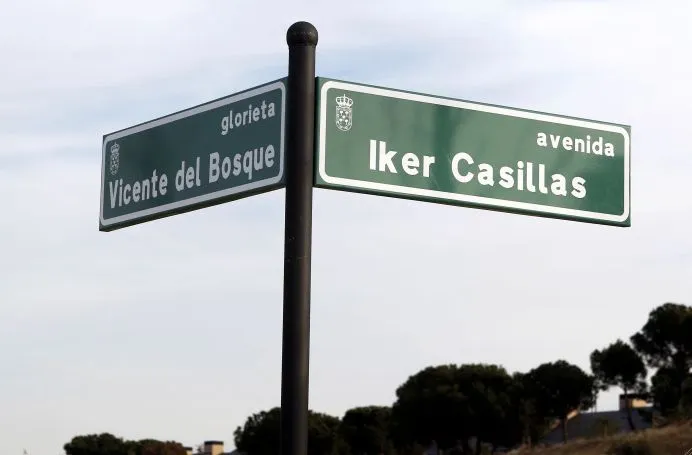 glorieta
Vicente del Bosque
avenida
Iker Casillas